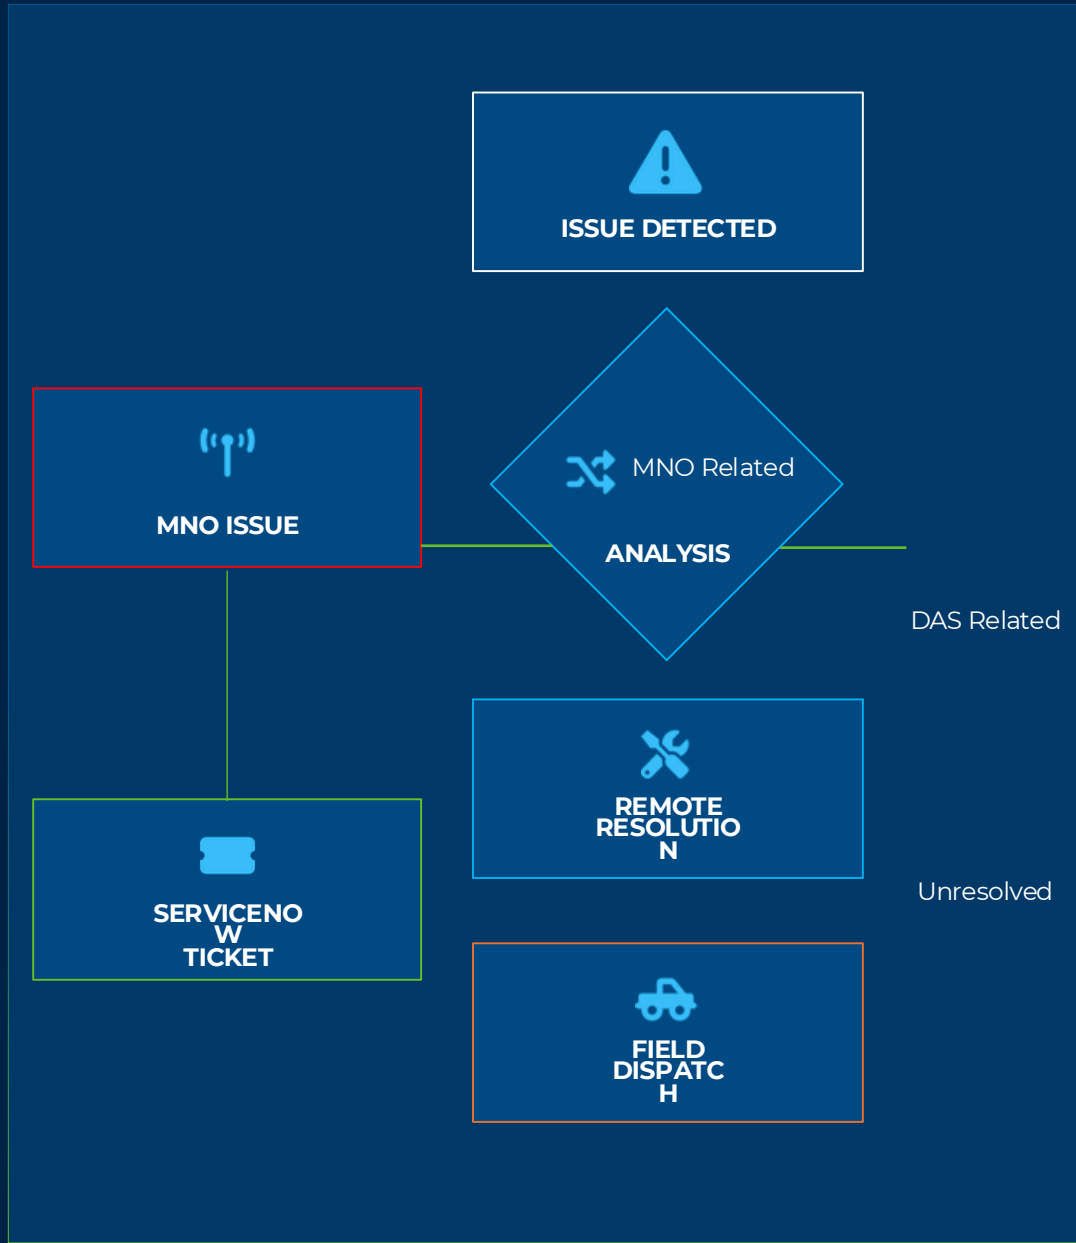 ISSUE DETECTED
MNO Related
MNO ISSUE
ANALYSIS
DAS Related
REMOTE
RESOLUTIO
N
Unresolved
SERVICENO
W
TICKET
FIELD
DISPATC
H